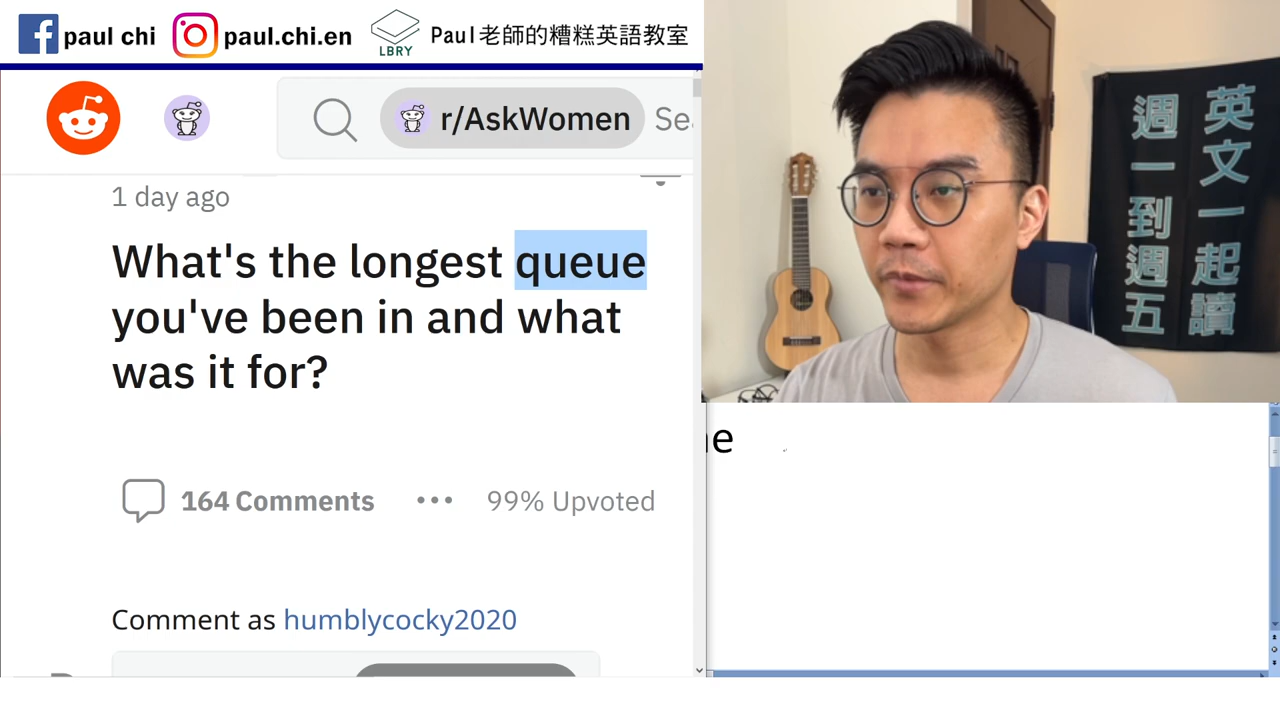 paul chi
paul.chi.en
LBRY
Paul老師的糟糕英語教室
r/AskWomen
1 day ago
What's the longest queue
you've been in and what
was it for?
164 Comments
99% Upvoted
Comment as humblycocky2020
英文一起讀
週一到週五